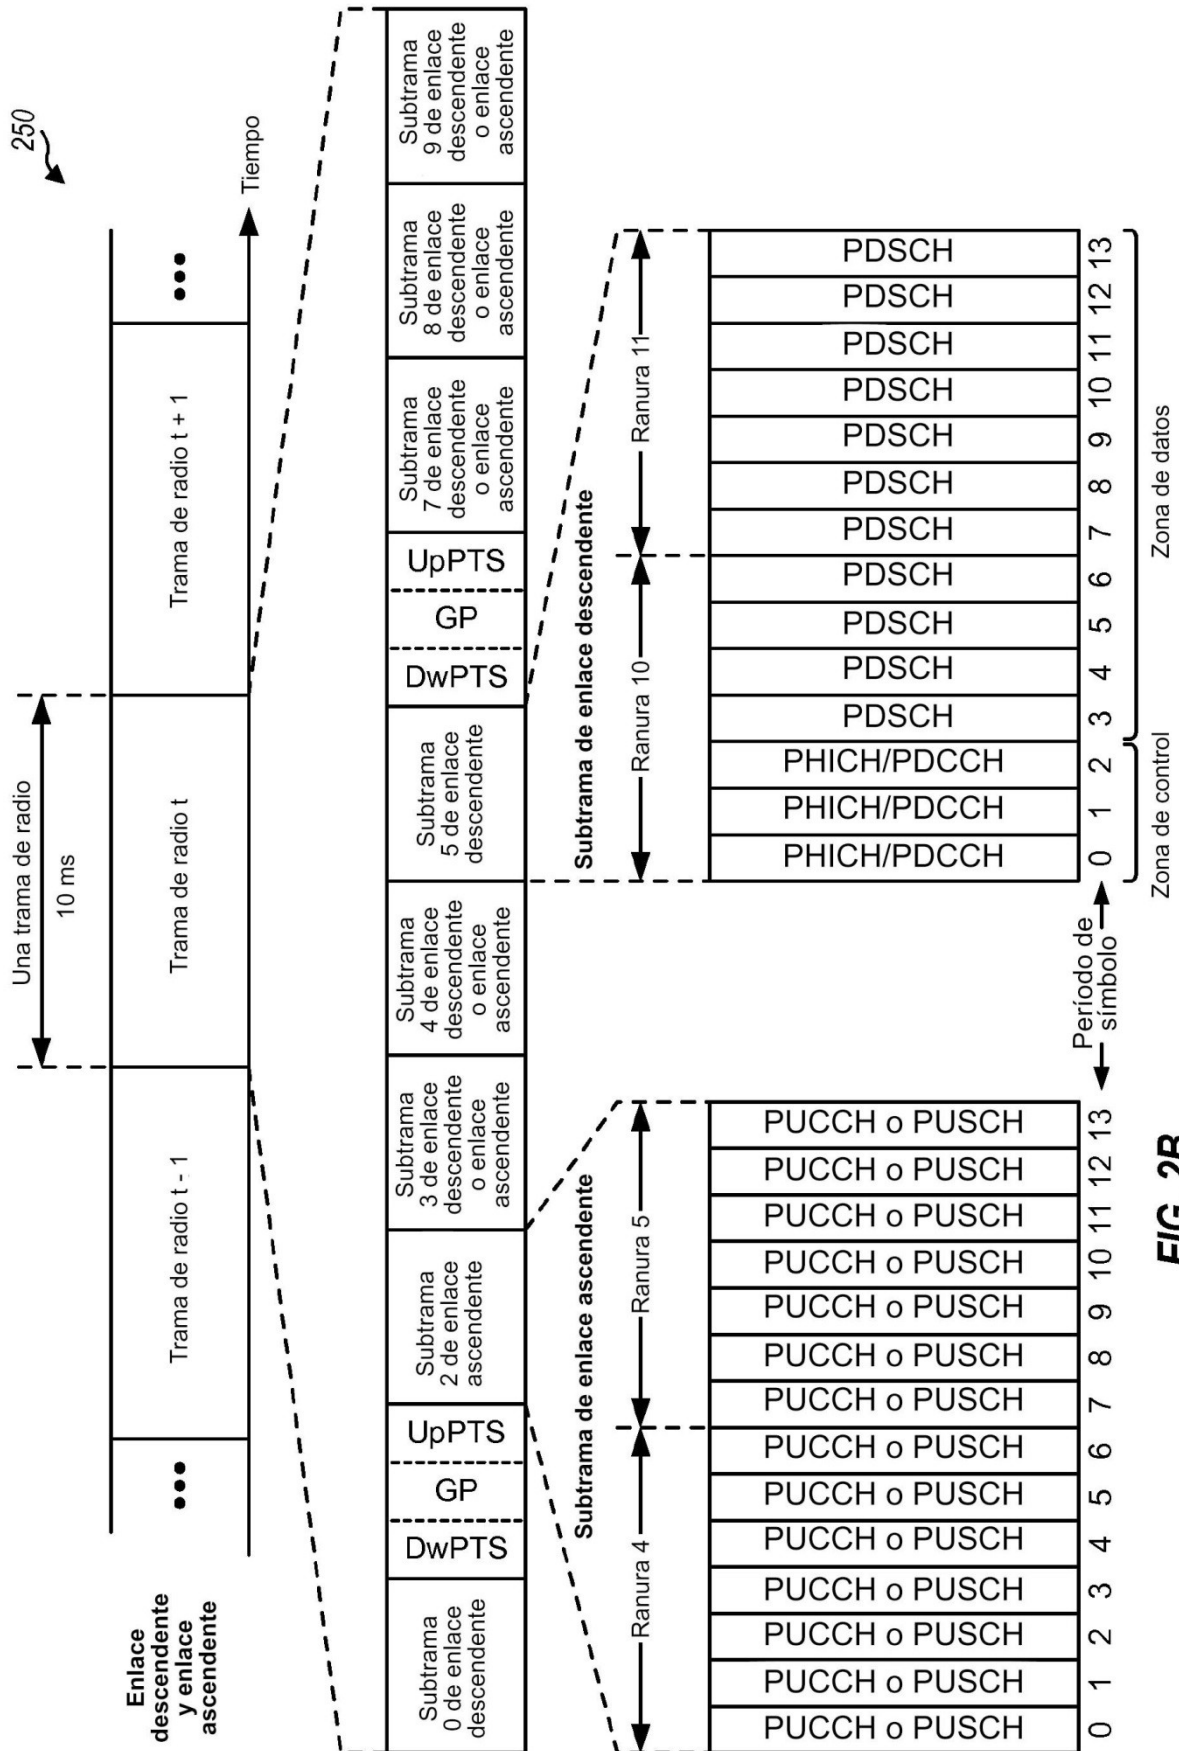 250
Una trama de radio
10 ms
Enlace
descendente
y enlace
ascendente
•••
Trama de radio t - 1
Trama de radio t
Trama de radio t + 1
•••
Tiempo
Subtrama
0 de enlace
descendente
DwPTS
GP
UpPTS
Subtrama
2 de enlace
ascendente
Subtrama
3 de enlace
descendente
o enlace
ascendente
Subtrama
4 de enlace
descendente
o enlace
ascendente
Subtrama
5 de enlace
descendente
DwPTS
GP
UpPTS
Subtrama
7 de enlace
descendente
o enlace
ascendente
Subtrama
8 de enlace
descendente
o enlace
ascendente
Subtrama
9 de enlace
descendente
o enlace
ascendente
Subtrama de enlace ascendente
Ranura 4
Ranura 5
PUCCH o PUSCH
PUCCH o PUSCH
PUCCH o PUSCH
PUCCH o PUSCH
PUCCH o PUSCH
PUCCH o PUSCH
PUCCH o PUSCH
PUCCH o PUSCH
PUCCH o PUSCH
PUCCH o PUSCH
PUCCH o PUSCH
PUCCH o PUSCH
PUCCH o PUSCH
PUCCH o PUSCH
0 1 2 3 4 5 6 7 8 9 10 11 12 13
Período de
símbolo
Subtrama de enlace descendente
Ranura 10
Ranura 11
PHICH/PDCCH
PHICH/PDCCH
PHICH/PDCCH
PDSCH
PDSCH
PDSCH
PDSCH
PDSCH
PDSCH
PDSCH
PDSCH
PDSCH
PDSCH
PDSCH
0 1 2 3 4 5 6 7 8 9 10 11 12 13
Zona de control
Zona de datos
FIG. 2B